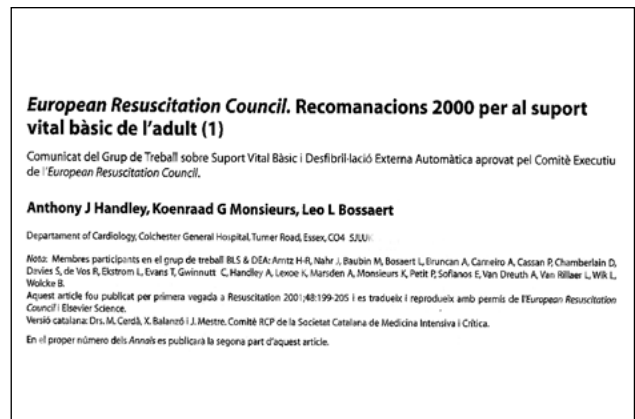 European Resuscitation Council. Recomanacions 2000 per al suport
vital bàsic de l'adult (1)
Comunicat del Grup de Treball sobre Suport Vital Bàsic i Desfibril·lació Externa Automàtica aprovat pel Comitè Executiu
de l'European Resuscitation Council.
Anthony J Handley, Koenraad G Monsieurs, Leo L Bossaert
Departament of Cardiology, Colchester General Hospital, Turner Road, Essex, CO4 5JLU
Nota: Membres participants en el grup de treball BLS & DEA: Arntz H-R, Nahr J, Baubin M, Bossaert L, Bruncan A, Carneiro A, Cassan P, Chamberlain D,
Davies S, de Vos R, Ekstrom L, Evans T, Gwinnutt C, Handley A, Lexoe K, Marsden A, Monsieurs K, Petit P, Sofianos E, Van Dreuth A, Van Rillaer L, Wik L,
Wolcke B.
Aquest article fou publicat per primera vegada a Resuscitation 2001;48:199-205 i es tradueix i reprodueix amb permís de l'European Resuscitation
Council i Elsevier Science.
Versió catalana: Drs. M. Cerdà, X. Balanzó i J. Mestre. Comitè RCP de la Societat Catalana de Medicina Intensiva i Crítica.
En el proper número dels Annals es publicarà la segona part d'aquest article.